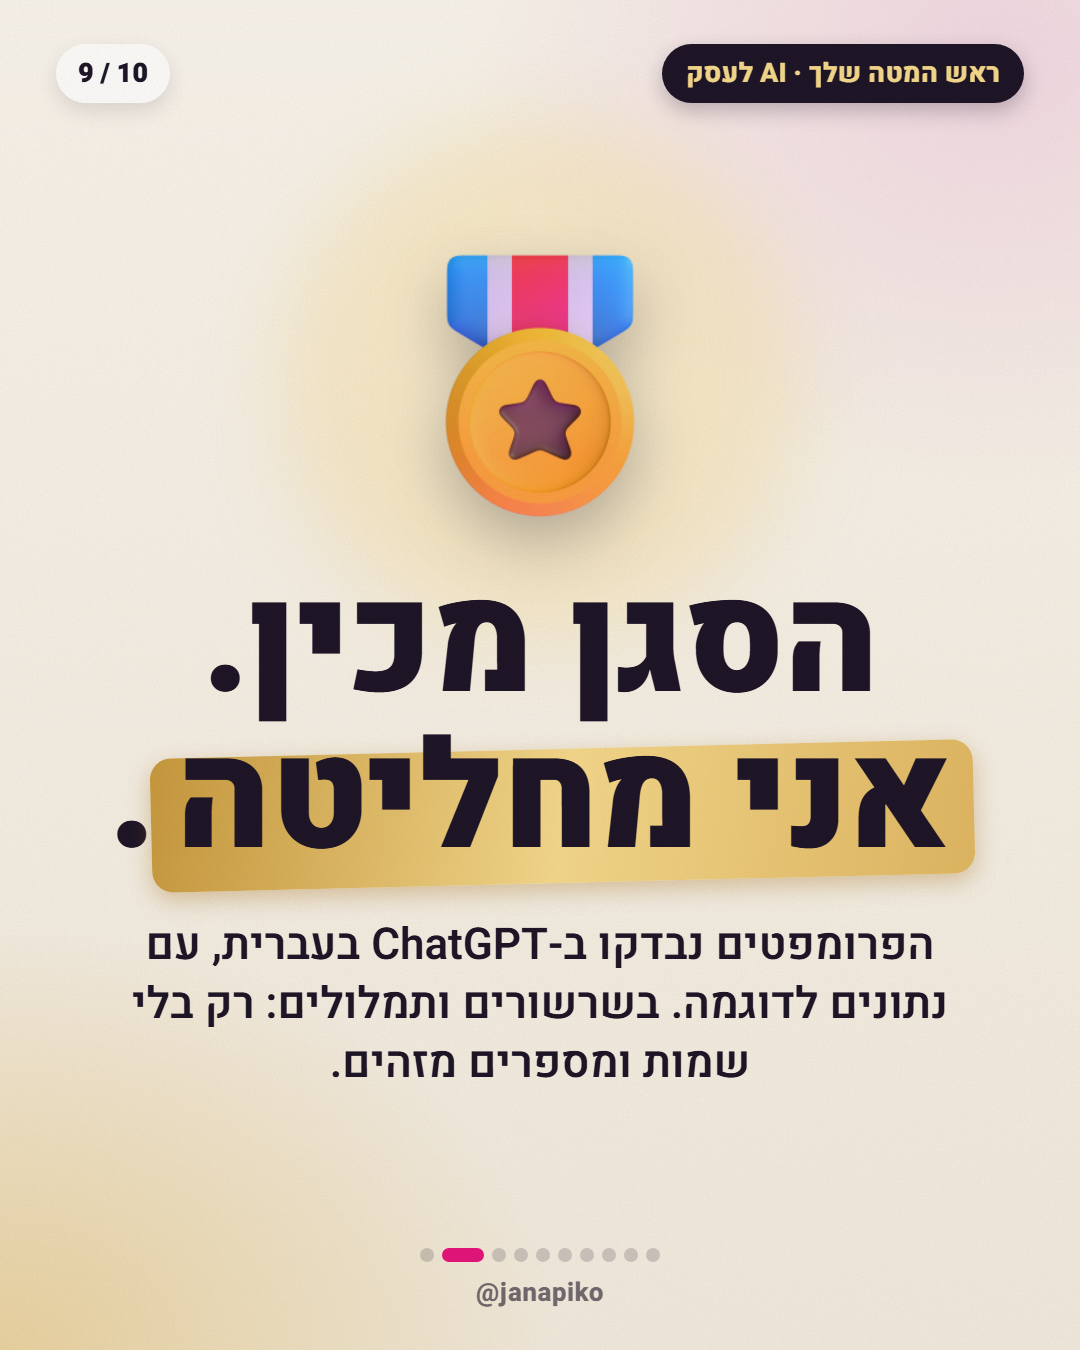 ראש המטה שלך · AI לעסק
9 / 10
הסגן מכין.
אני מחליטה.
הפרומפטים נבדקו ב-ChatGPT בעברית, עם
נתונים לדוגמה. בשרשורים ותמלולים: רק בלי
שמות ומספרים מזהים.
@janapiko